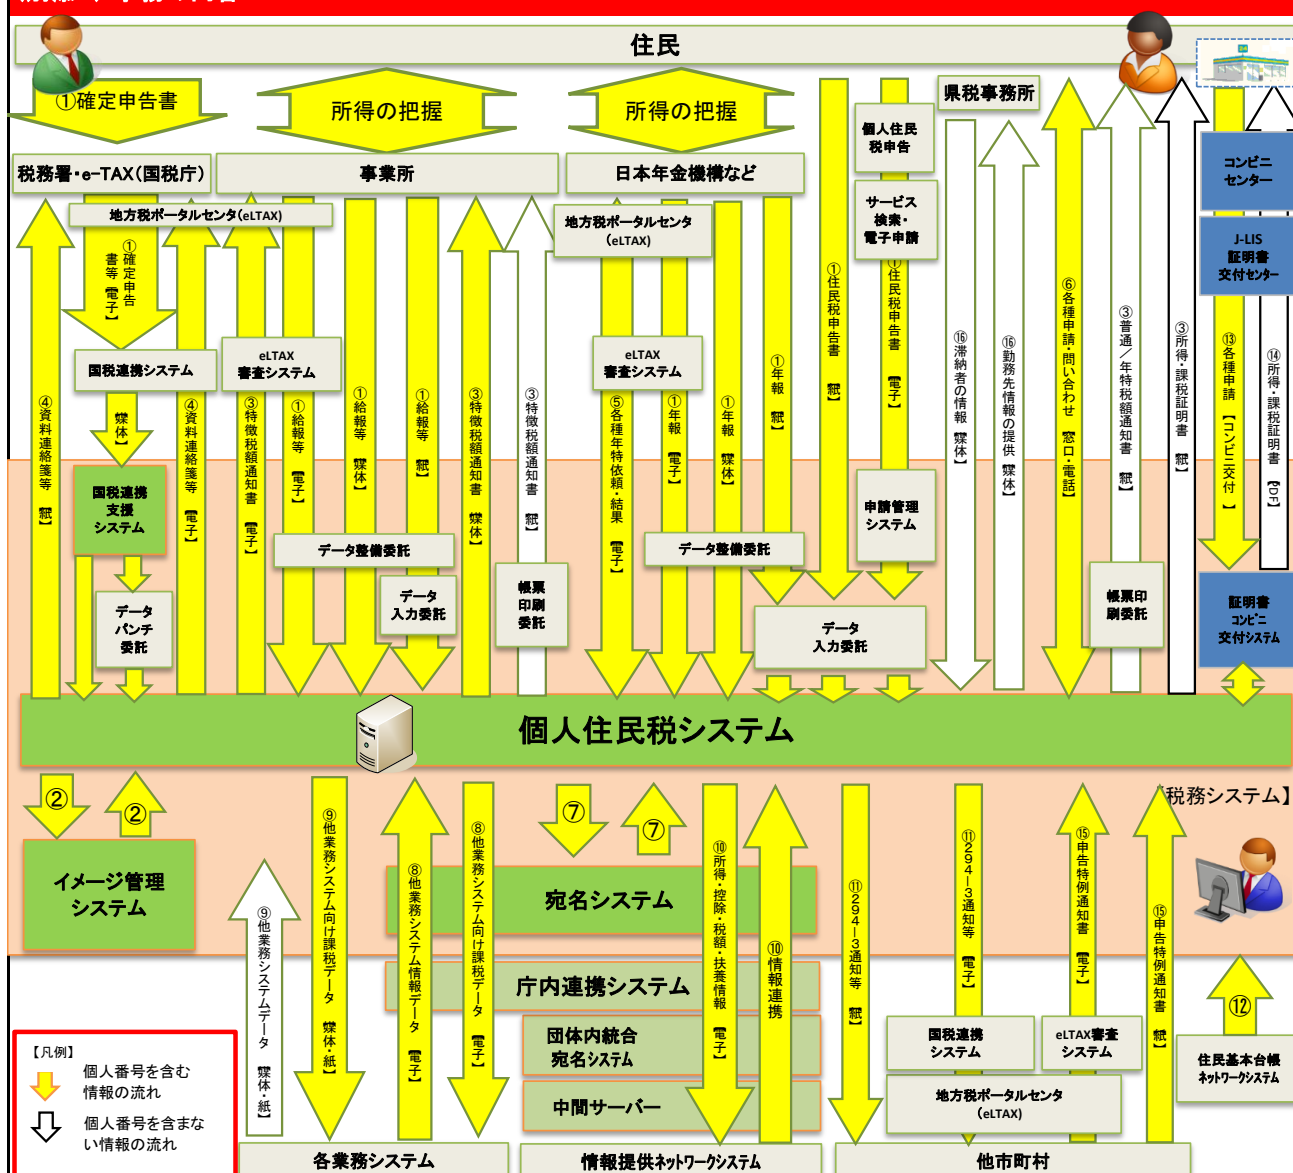 住民
①確定申告書
所得の把握
所得の把握
県税事務所
個人住民
税申告
コンビニ
センター
税務署・e-TAX(国税庁)
事業所
日本年金機構など
サービス
検索・
電子申請
地方税ポータルセンタ(eLTAX)
地方税ポータルセンタ
(eLTAX)
J-LIS
証明書
交付センター
①確定申告
書等【電子】
国税連携システム
eLTAX
審査システム
eLTAX
審査システム
④資料連絡箋等【紙】
【媒体】
④資料連絡箋等【電子】
③特徴税額通知書【電子】
①給報等【電子】
①給報等【媒体】
①給報等【紙】
③特徴税額通知書【媒体】
③特徴税額通知書【紙】
⑤各種年特依頼・結果【電子】
①年報【電子】
①年報【媒体】
①年報【紙】
①住民税申告書【紙】
①住民税申告書【電子】
⑯滞納者の情報【媒体】
⑯勤務先情報の提供【媒体】
⑥各種申請・問い合わせ【窓口・電話】
③普通／年特税額通知書【紙】
③所得・課税証明書【紙】
⑬各種申請【コンビニ交付】
⑭所得・課税証明書【PDF】
国税連携
支援
システム
申請管理
システム
データ整備委託
データ整備委託
データ
パンチ
委託
データ
入力委託
帳票
印刷
委託
データ
入力委託
帳票印
刷委託
証明書
コンビニ
交付システム
個人住民税システム
②
②
⑦
⑦
【税務システム】
イメージ管理
システム
宛名システム
⑨他業務システムデータ【媒体・紙】
⑨他業務システム向け課税データ【媒体・紙】
⑧他業務システム情報データ【電子】
⑧他業務システム向け課税データ【電子】
⑩所得・控除・税額・扶養情報【電子】
⑩情報連携
⑪294－3通知等【紙】
⑪294－3通知等【電子】
⑮申告特例通知書【電子】
⑮申告特例通知書【紙】
庁内連携システム
団体内統合
宛名システム
中間サーバー
国税連携
システム
eLTAX審査
システム
地方税ポータルセンタ
(eLTAX)
⑫
住民基本台帳
ネットワークシステム
【凡例】
個人番号を含む
情報の流れ
個人番号を含まな
い情報の流れ
各業務システム
情報提供ネットワークシステム
他市町村